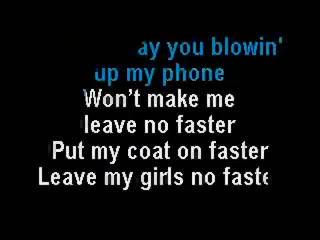 ay you blowin'
up my phone
Won't make me
leave no faster
Put my coat on faster
Leave my girls no faste